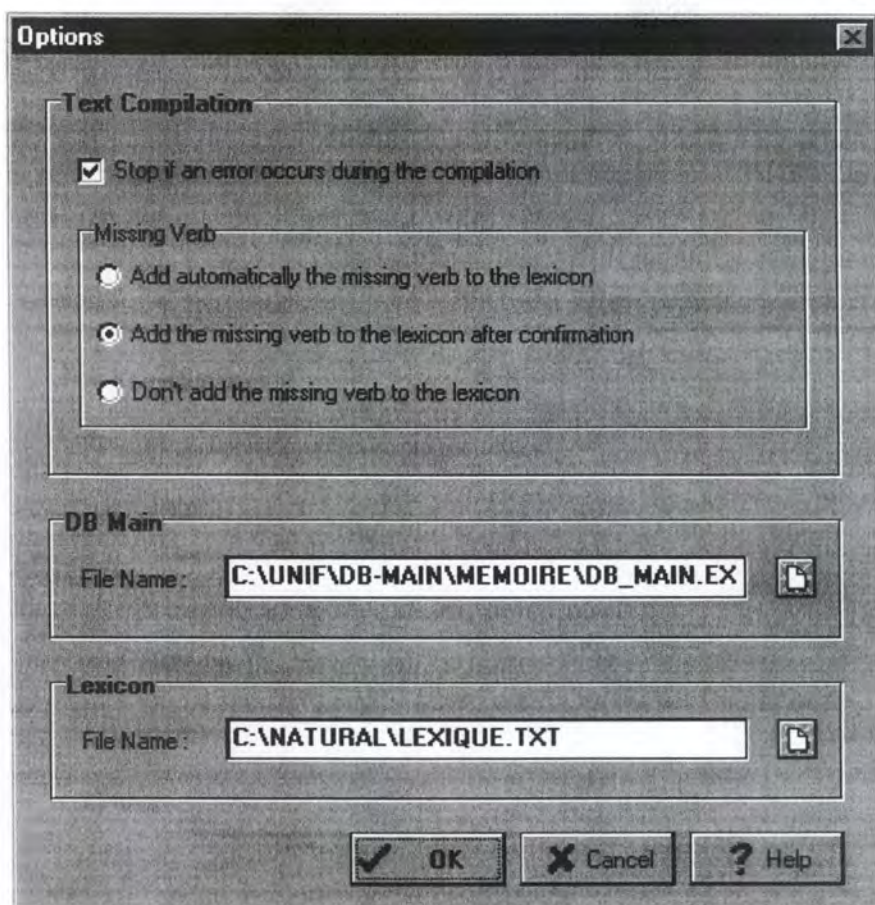 Options
Text Compilation
Stop if an error occurs during the compilation
Missing Verb
Add automatically the missing verb to the lexicon
Add the missing verb to the lexicon after confirmation
Don't add the missing verb to the lexicon
DB Main
File Name : C:\UNIF\DB-MAIN\MEMOIRE\DB_MAIN.EX
Lexicon
File Name : C:\NATURAL\LEXIQUE.TXT
OK Cancel ? Help